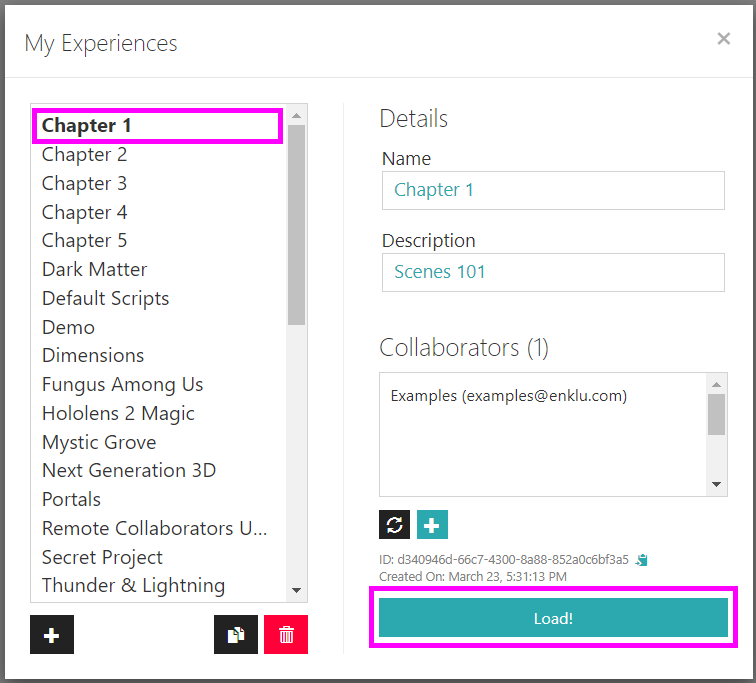 My Experiences
Chapter 1
Chapter 2
Chapter 3
Chapter 4
Chapter 5
Dark Matter
Default Scripts
Demo
Dimensions
Fungus Among Us
Hololens 2 Magic
Mystic Grove
Next Generation 3D
Portals
Remote Collaborators U...
Secret Project
Thunder & Lightning
Details
Name
Chapter 1
Description
Scenes 101
Collaborators (1)
Examples (examples@enklu.com)
ID: d340946d-66c7-4300-8a88-852a0c6bf3a5
Created On: March 23, 5:31:13 PM
Load!